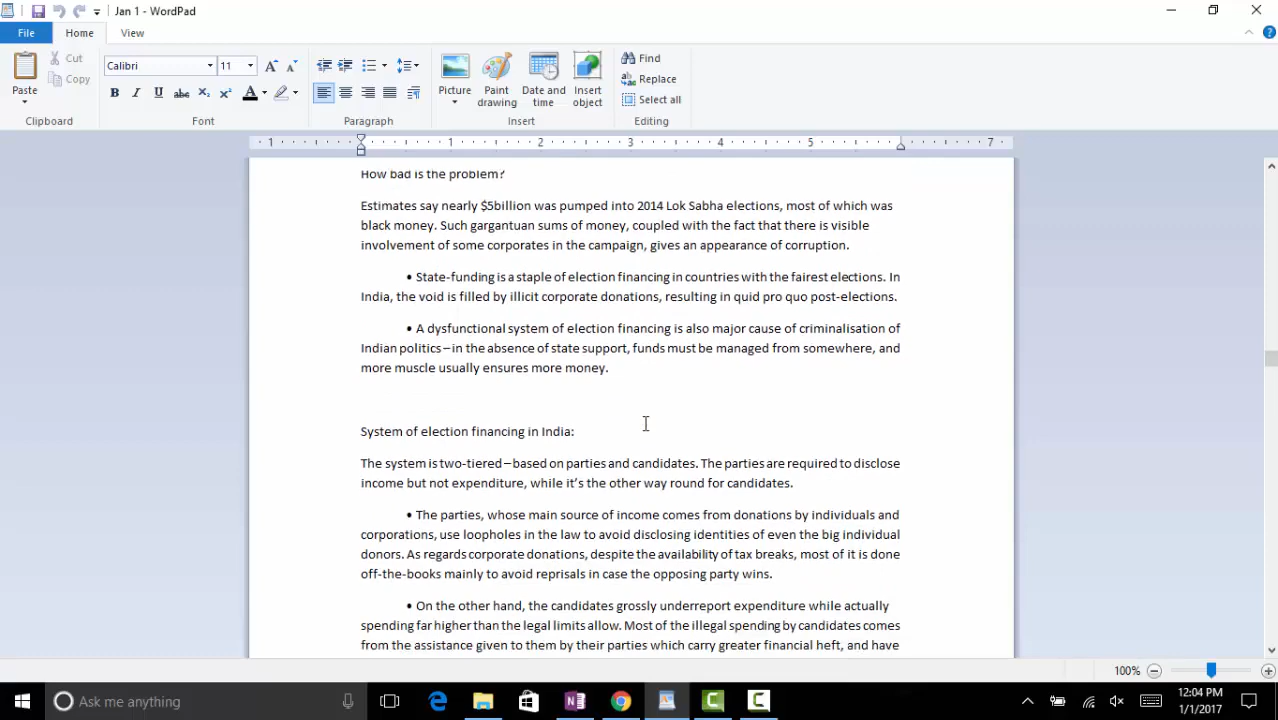 Jan 1 - WordPad
File Home View
Paste
Cut
Copy
Clipboard
Calibri 11
B I U abc X₂ X² A
Font
Paragraph
Picture
Paint drawing
Date and time
Insert object
Insert
Find
Replace
Select all
Editing
1 1 2 3 4 5 7
How bad is the problem?
Estimates say nearly $5billion was pumped into 2014 Lok Sabha elections, most of which was
black money. Such gargantuan sums of money, coupled with the fact that there is visible
involvement of some corporates in the campaign, gives an appearance of corruption.
• State-funding is a staple of election financing in countries with the fairest elections. In
India, the void is filled by illicit corporate donations, resulting in quid pro quo post-elections.
• A dysfunctional system of election financing is also major cause of criminalisation of
Indian politics – in the absence of state support, funds must be managed from somewhere, and
more muscle usually ensures more money.
System of election financing in India:
The system is two-tiered – based on parties and candidates. The parties are required to disclose
income but not expenditure, while it’s the other way round for candidates.
• The parties, whose main source of income comes from donations by individuals and
corporations, use loopholes in the law to avoid disclosing identities of even the big individual
donors. As regards corporate donations, despite the availability of tax breaks, most of it is done
off-the-books mainly to avoid reprisals in case the opposing party wins.
• On the other hand, the candidates grossly underreport expenditure while actually
spending far higher than the legal limits allow. Most of the illegal spending by candidates comes
from the assistance given to them by their parties which carry greater financial heft, and have
100%
Ask me anything
12:04 PM
1/1/2017